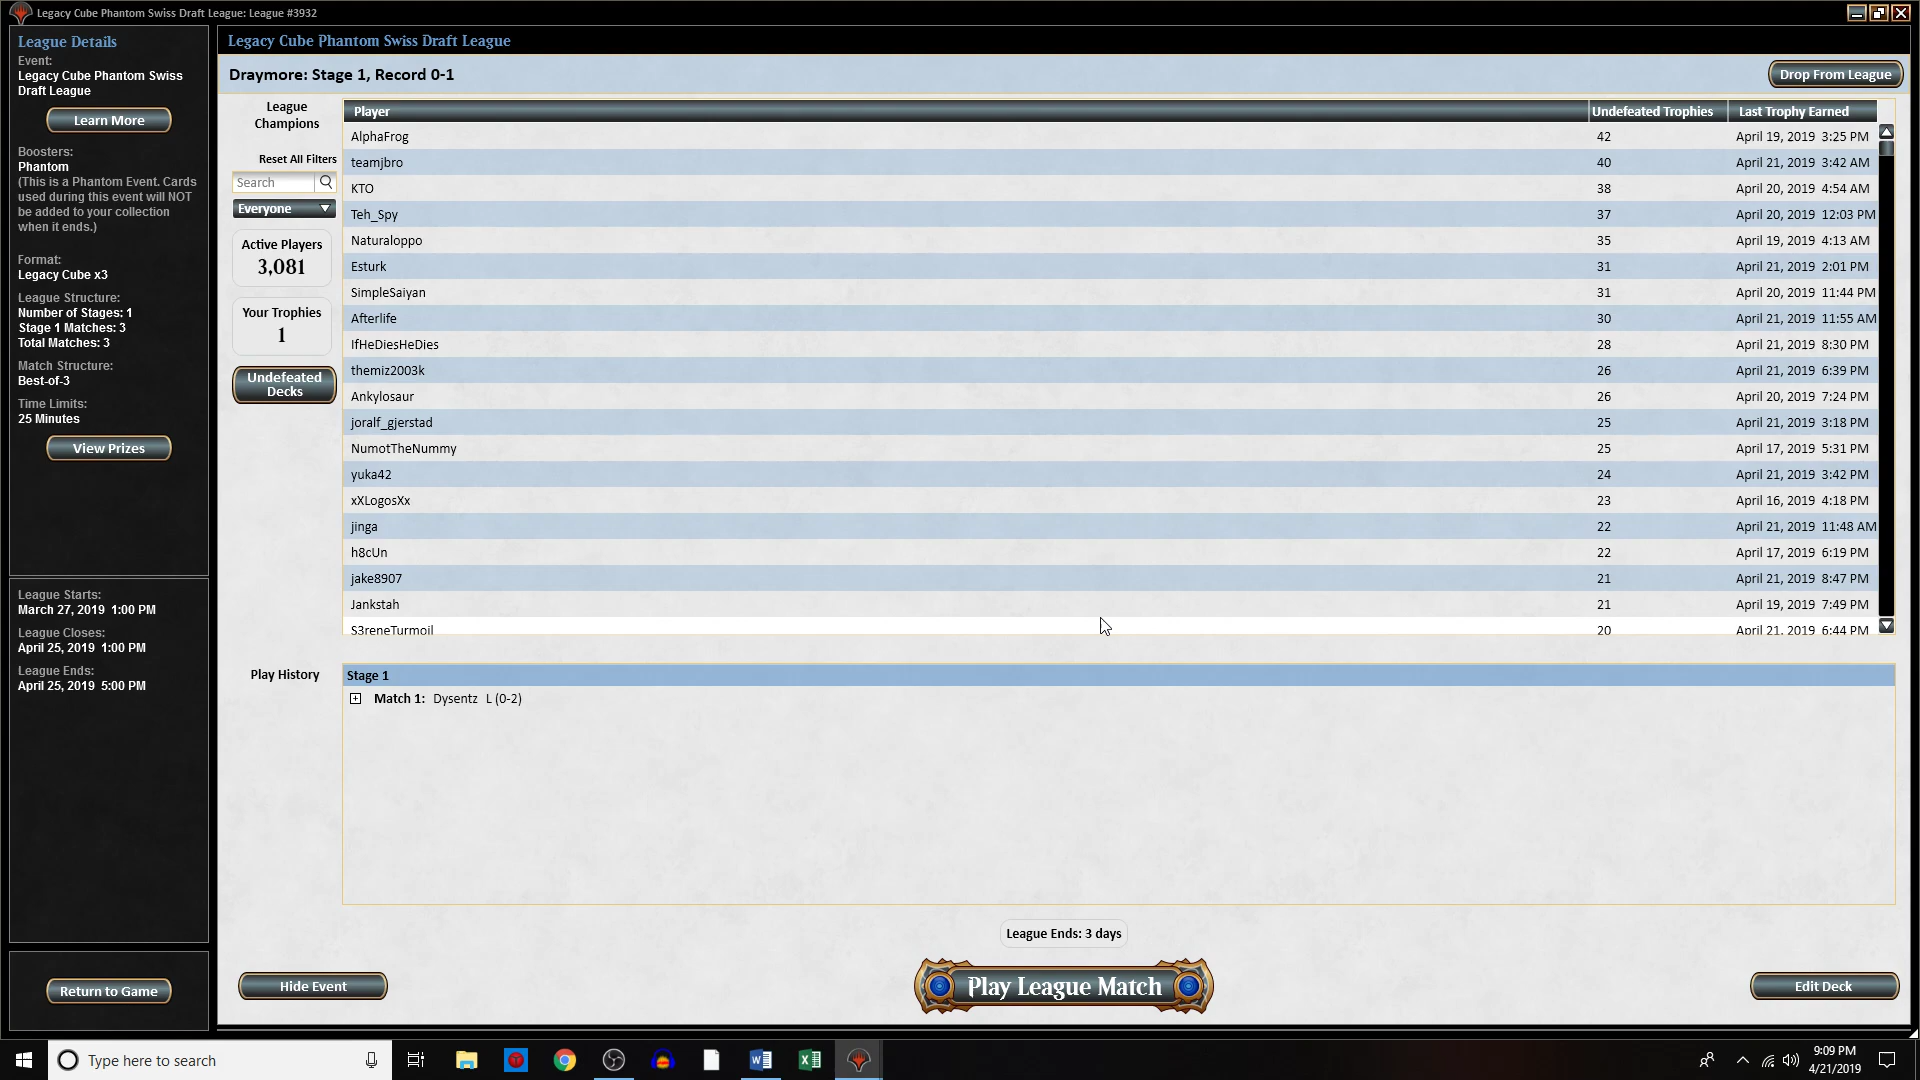 Legacy Cube Phantom Swiss Draft League: League #3932
League Details
Event:
Legacy Cube Phantom Swiss
Draft League
Learn More
Boosters:
Phantom
(This is a Phantom Event. Cards
used during this event will NOT
be added to your collection
when it ends.)
Format:
Legacy Cube x3
League Structure:
Number of Stages: 1
Stage 1 Matches: 3
Total Matches: 3
Match Structure:
Best-of-3
Time Limits:
25 Minutes
View Prizes
League Starts:
March 27, 2019 1:00 PM
League Closes:
April 25, 2019 1:00 PM
League Ends:
April 25, 2019 5:00 PM
Return to Game
Legacy Cube Phantom Swiss Draft League
Draymore: Stage 1, Record 0-1
Drop From League
League
Champions
Reset All Filters
Search
Everyone
Active Players
3,081
Your Trophies
1
Undefeated
Decks
Player Undefeated Trophies Last Trophy Earned
AlphaFrog 42 April 19, 2019 3:25 PM
teamjbro 40 April 21, 2019 3:42 AM
KTO 38 April 20, 2019 4:54 AM
Teh_Spy 37 April 20, 2019 12:03 PM
Naturaloppo 35 April 19, 2019 4:13 AM
Esturk 31 April 21, 2019 2:01 PM
SimpleSaiyan 31 April 20, 2019 11:44 PM
Afterlife 30 April 21, 2019 11:55 AM
IfHeDiesHeDies 28 April 21, 2019 8:30 PM
themiz2003k 26 April 21, 2019 6:39 PM
Ankylosaur 26 April 20, 2019 7:24 PM
joralf_gjerstad 25 April 21, 2019 3:18 PM
NumotTheNummy 25 April 17, 2019 5:31 PM
yuka42 24 April 21, 2019 3:42 PM
xXLogosXx 23 April 16, 2019 4:18 PM
jinga 22 April 21, 2019 11:48 AM
h8cUn 22 April 17, 2019 6:19 PM
jake8907 21 April 21, 2019 8:47 PM
Jankstah 21 April 19, 2019 7:49 PM
S3reneTurmoil 20 April 21, 2019 6:44 PM
Play History
Stage 1
Match 1: Dysentz L (0-2)
League Ends: 3 days
Hide Event
Play League Match
Edit Deck
Type here to search
9:09 PM
4/21/2019